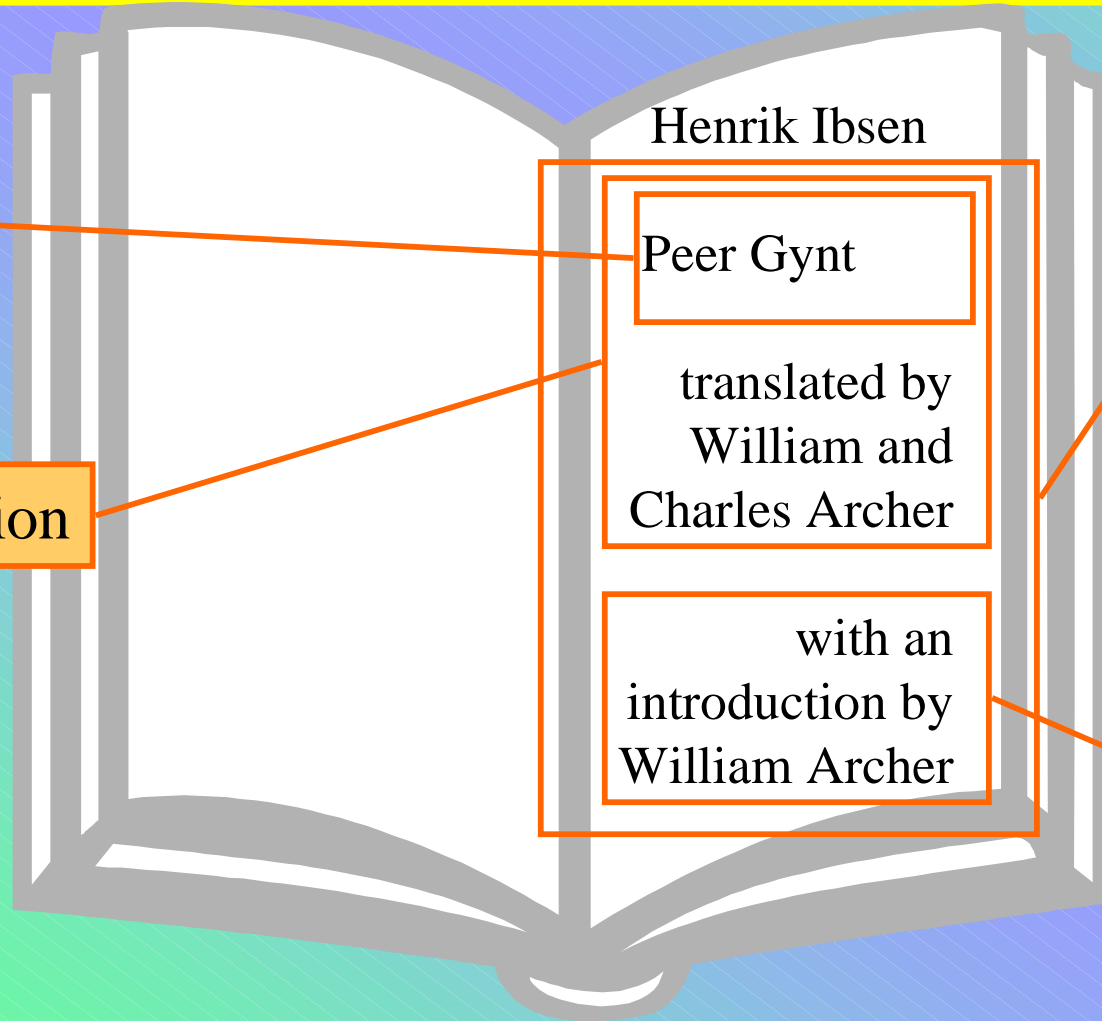 Henrik Ibsen
Peer Gynt
translated by
William and
Charles Archer
ion
with an
introduction by
William Archer